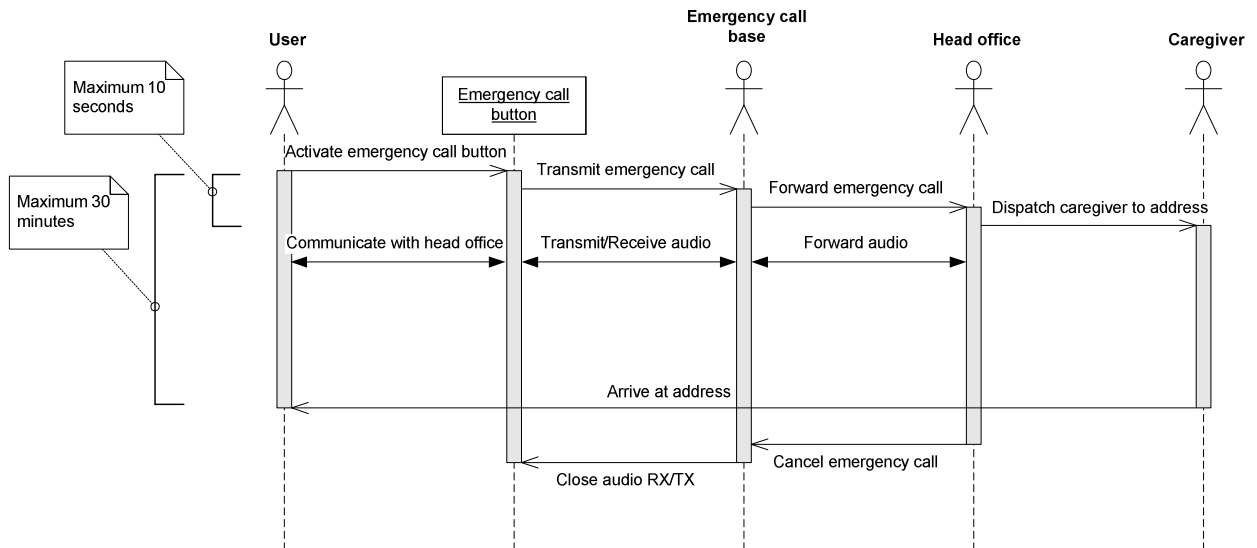 Emergency call
base
User
Head office
Caregiver
Maximum 10
seconds
Emergency call
button
Activate emergency call button
Transmit emergency call
Forward emergency call
Dispatch caregiver to address
Maximum 30
minutes
Communicate with head office
Transmit/Receive audio
Forward audio
Arrive at address
Cancel emergency call
Close audio RX/TX